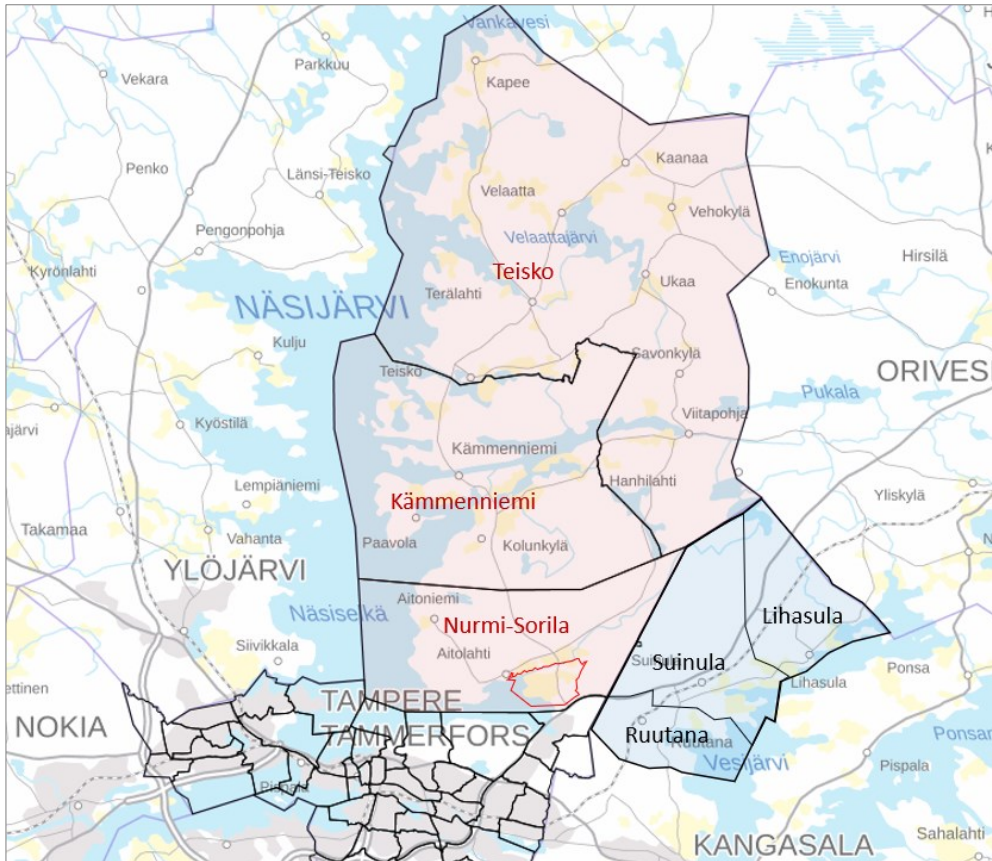 Vankavesi
Parkkuu
Vekara
Kapee
Kaanaa
Penko
Länsi-Teisko
Velaatta
Vehokylä
Pengonpohja
Velaattajärvi
Enojärvi
Hirsilä
Kyrönlahti
Teisko
Ukaa
Enokunta
Terälahti
NÄSIJÄRVI
Kulju
Savonkylä
Teisko
ORIVESI
Pukala
Viitapohja
Kyöstilä
Kämmenniemi
Hanhilahti
Lempiäniemi
Yliskylä
Kämmenniemi
Takamaa
Vahanta
Paavola
Kolunkylä
YLÖJÄRVI
Aitoniemi
Näsiselkä
Nurmi-Sorila
Lihasula
Siivikkala
Aitolahti
Suinula
Ponsa
Lihasula
TAMPERE
TAMMERFORS
NOKIA
Ruutana
Ruutana
Vesijärvi
Pispala
Pispala
KANGASALA
Sahalahti